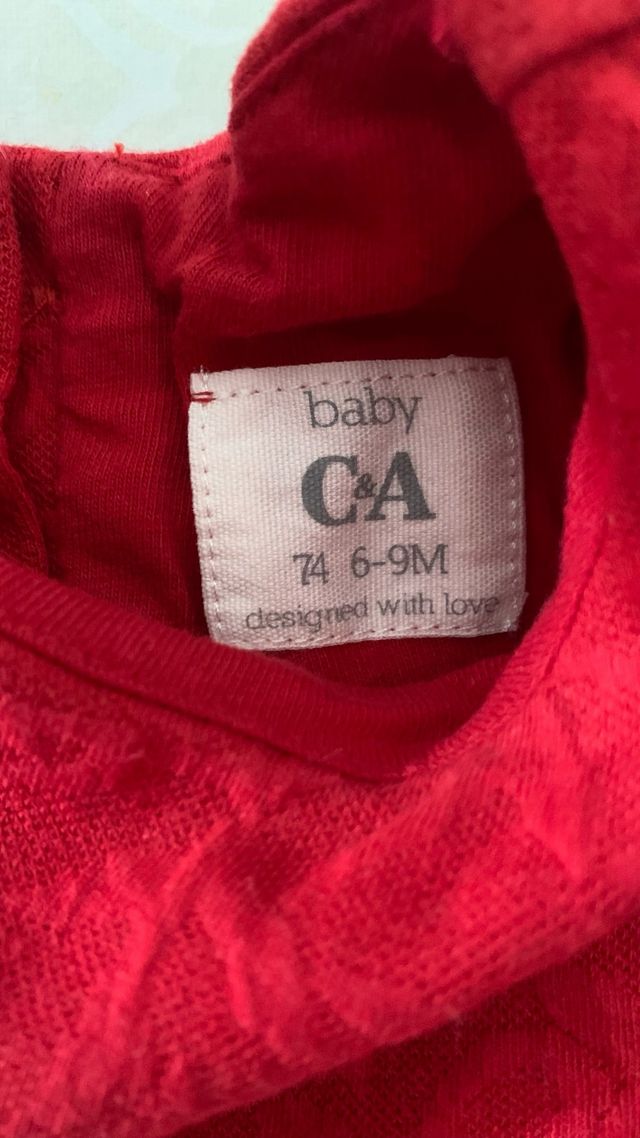 baby
C&A
74 6-9M
designed with love